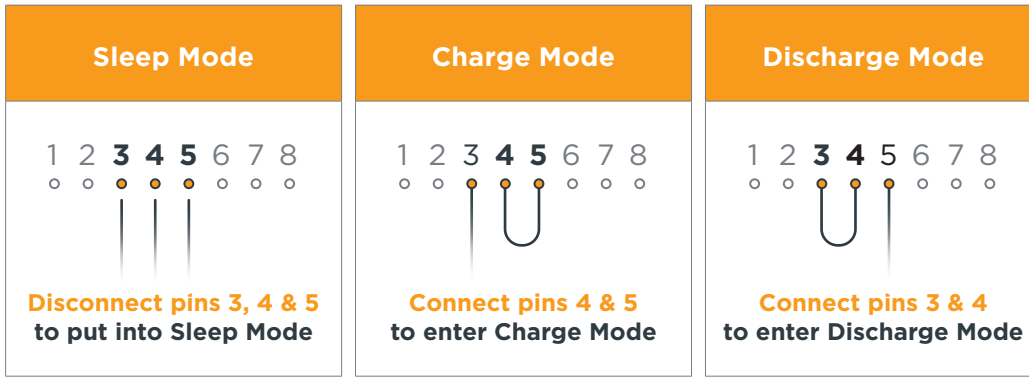 Sleep Mode
1 2 3 4 5 6 7 8
Disconnect pins 3, 4 & 5
to put into Sleep Mode
Charge Mode
1 2 3 4 5 6 7 8
Connect pins 4 & 5
to enter Charge Mode
Discharge Mode
1 2 3 4 5 6 7 8
Connect pins 3 & 4
to enter Discharge Mode